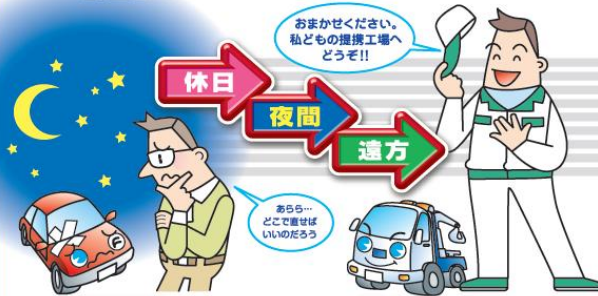 おまかせください。
私どもの提携工場へ
どうぞ!!
休日
夜間
遠方
あらら…
どこで直せば
いいのだろう